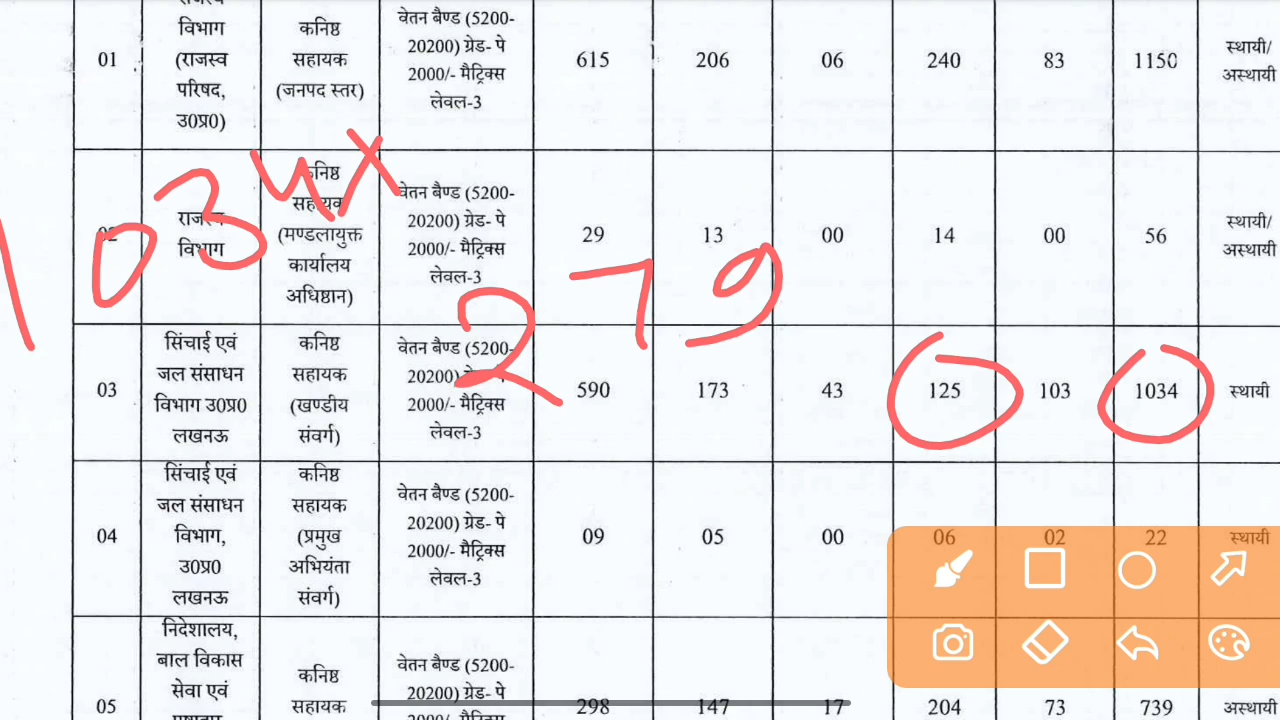 01
विभाग
(राजस्व
परिषद,
उ0प्र0)
कनिष्ठ
सहायक
(जनपद स्तर)
वेतन बैण्ड (5200-
20200) ग्रेड- पे
2000/- मैट्रिक्स
लेवल-3
615
206
06
240
83
1150
स्थायी/
अस्थायी
02
राजस्व
विभाग
कनिष्ठ
सहायक
(मण्डलायुक्त
कार्यालय
अधिष्ठान)
वेतन बैण्ड (5200-
20200) ग्रेड- पे
2000/- मैट्रिक्स
लेवल-3
29
13
00
14
00
56
स्थायी/
अस्थायी
1034x
279
03
सिंचाई एवं
जल संसाधन
विभाग उ0प्र0
लखनऊ
कनिष्ठ
सहायक
(खण्डीय
संवर्ग)
वेतन बैण्ड (5200-
20200) ग्रेड- पे
2000/- मैट्रिक्स
लेवल-3
590
173
43
125
103
1034
स्थायी
04
सिंचाई एवं
जल संसाधन
विभाग,
उ0प्र0
लखनऊ
कनिष्ठ
सहायक
(प्रमुख
अभियंता
संवर्ग)
वेतन बैण्ड (5200-
20200) ग्रेड- पे
2000/- मैट्रिक्स
लेवल-3
09
05
00
06
02
22
स्थायी
05
निदेशालय,
बाल विकास
सेवा एवं
कनिष्ठ
सहायक
वेतन बैण्ड (5200-
20200) ग्रेड- पे
298
147
17
204
73
739
अस्थायी